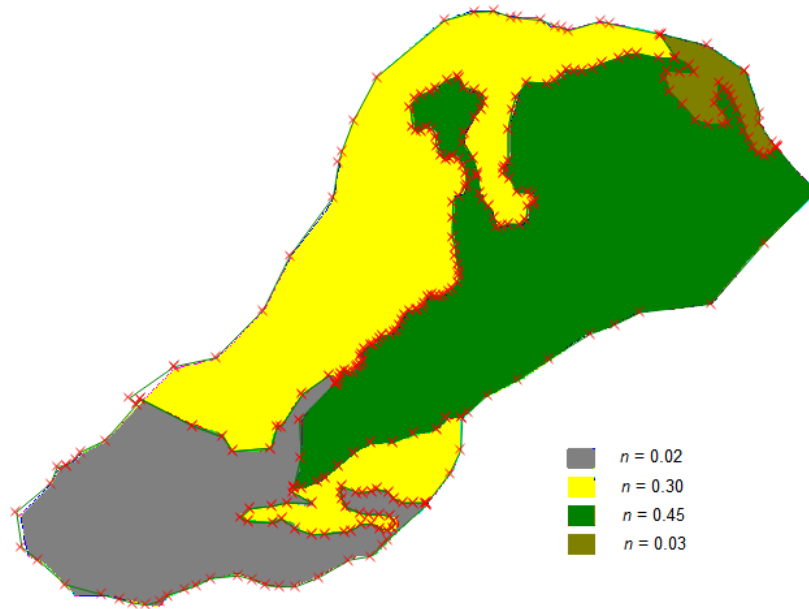 n = 0.02
n = 0.30
n = 0.45
n = 0.03